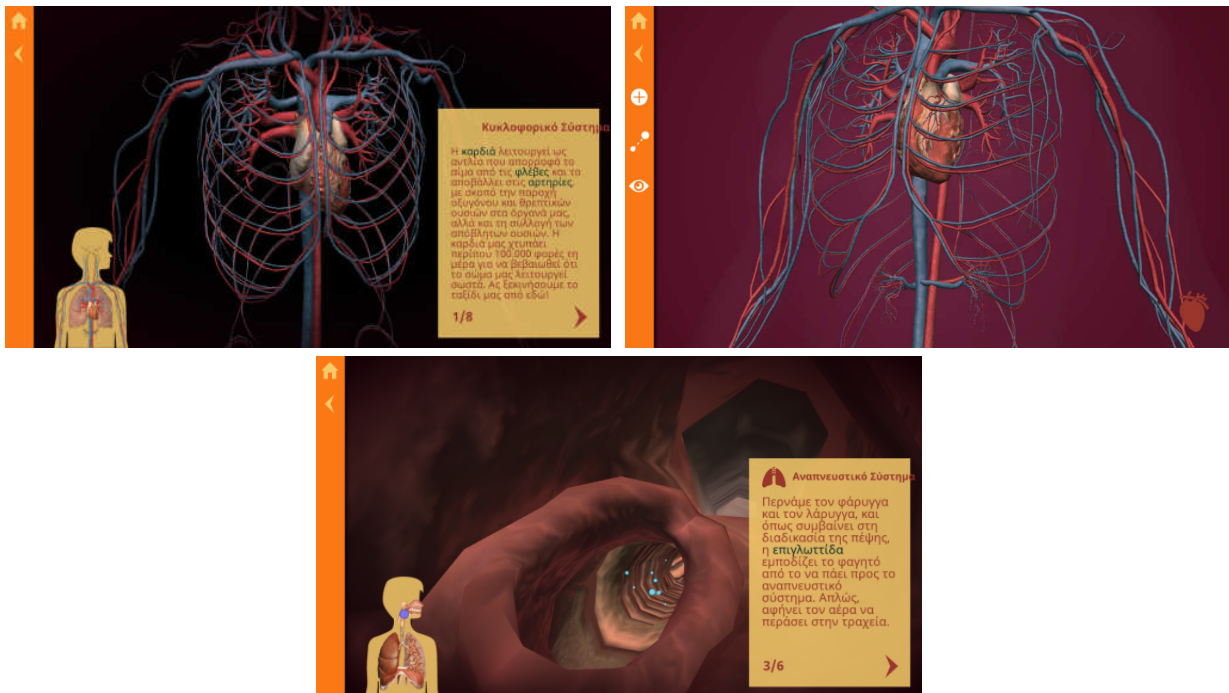 Κυκλοφορικό Σύστημα
Η καρδιά λειτουργεί ως
αντλία που απορροφά το
αίμα από τις φλέβες και το
αποβάλλει στις αρτηρίες,
με σκοπό την παροχή
οξυγόνου και θρεπτικών
ουσιών στα όργανά μας,
αλλά και τη συλλογή των
απόβλητων ουσιών. Η
καρδιά μας χτυπάει
περίπου 100.000 φορές τη
μέρα για να βεβαιωθεί ότι
το σώμα μας λειτουργεί
σωστά. Ας ξεκινήσουμε το
ταξίδι μας από εδώ!
1/8
Αναπνευστικό Σύστημα
Περνάμε τον φάρυγγα
και τον λάρυγγα, και
όπως συμβαίνει στη
διαδικασία της πέψης,
η επιγλωττίδα
εμποδίζει το φαγητό
από το να πάει προς το
αναπνευστικό
σύστημα. Απλώς,
αφήνει τον αέρα να
περάσει στην τραχεία.
3/6